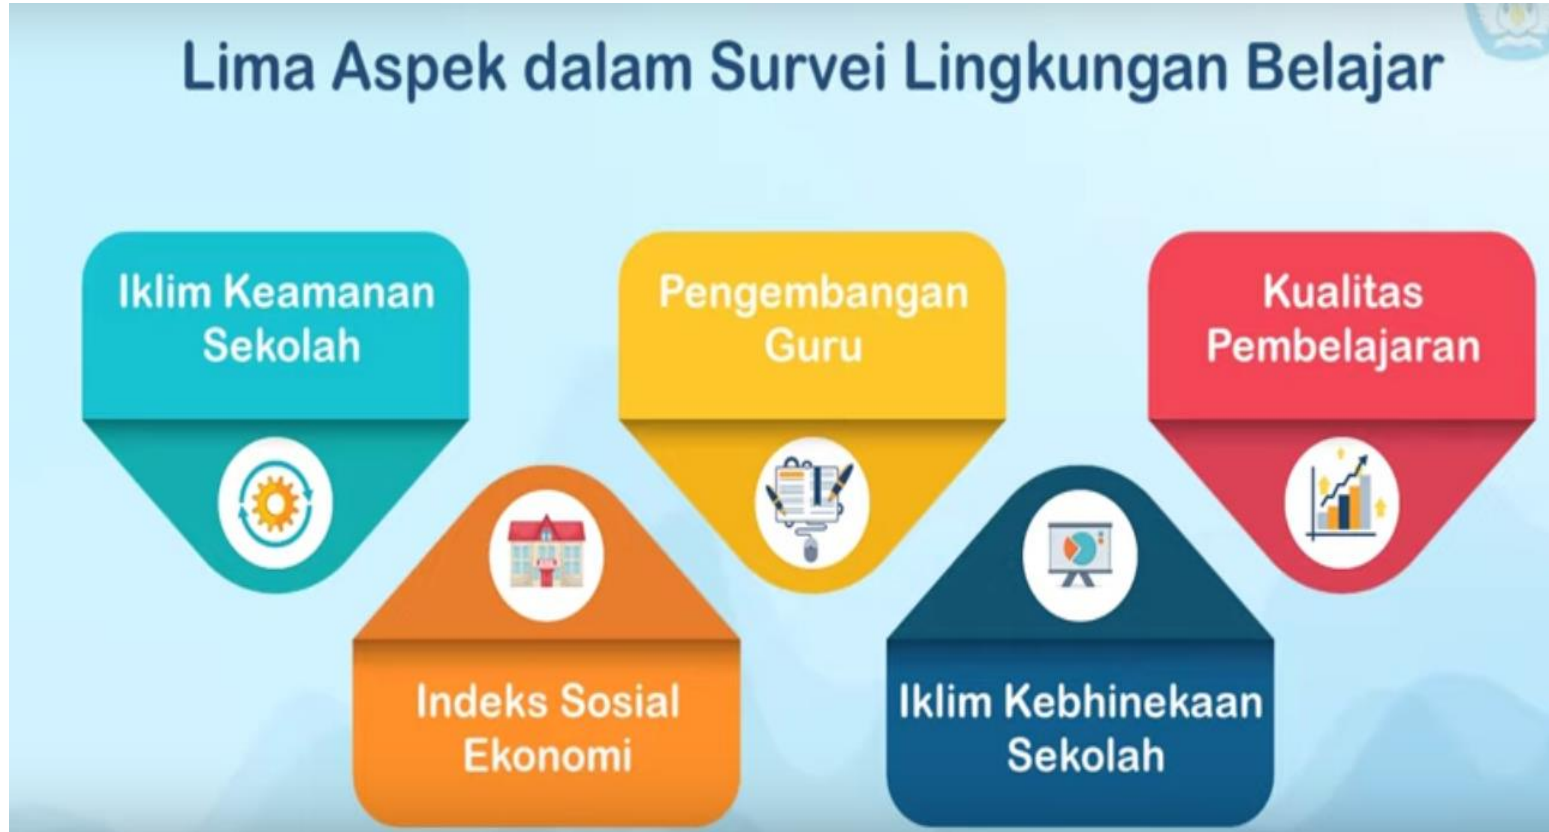 Lima Aspek dalam Survei Lingkungan Belajar
Iklim Keamanan
Sekolah
Indeks Sosial
Ekonomi
Pengembangan
Guru
Iklim Kebhinekaan
Sekolah
Kualitas
Pembelajaran